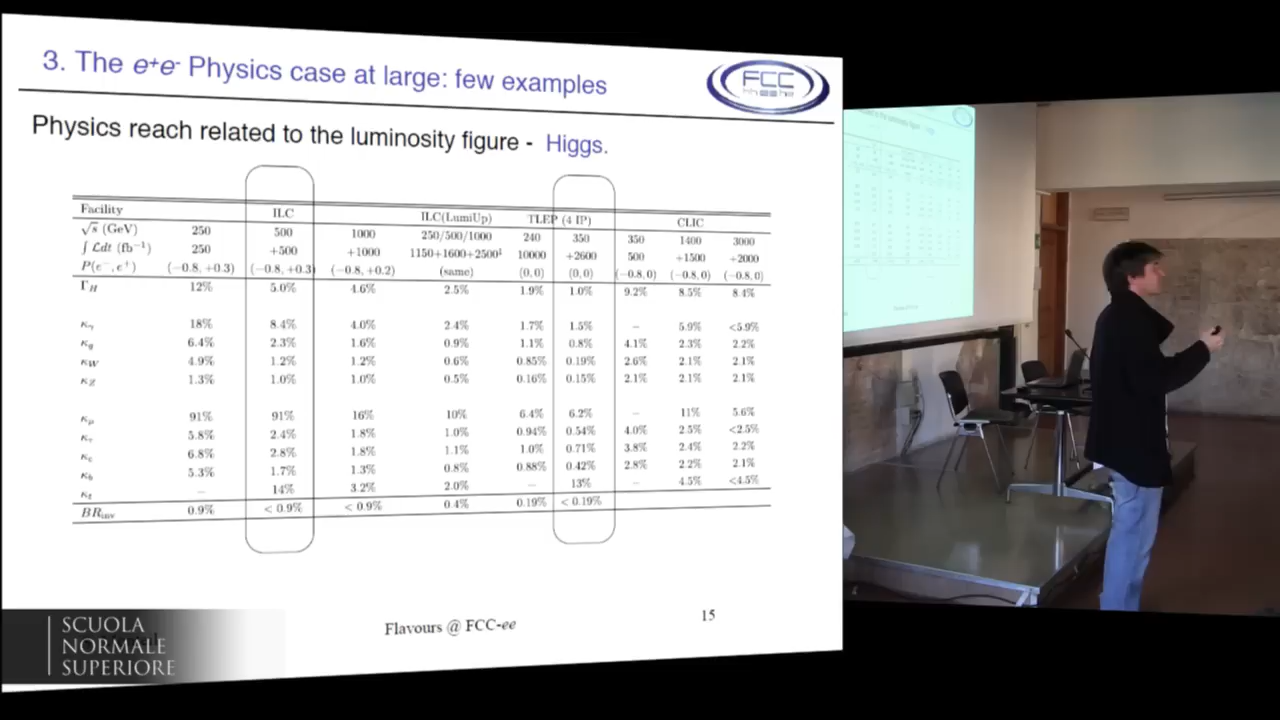 3. The e+e- Physics case at large: few examples
FCC
Physics reach related to the luminosity figure - Higgs.
Facility ILC ILC(LumiUp) TLEP (4 IP) CLIC
√s (GeV) 250 500 1000 250/500/1000 240 350 350 1400 3000
∫ Ldt (fb⁻¹) 250 +500 +1000 1150+1600+2500¹ 10000 +2600 500 +1500 +2000
P(e⁻, e⁺) (−0.8, +0.3) (−0.8, +0.3) (−0.8, +0.2) (same) (0, 0) (0, 0) (−0.8, 0) (−0.8, 0) (−0.8, 0)
Γ_H 12% 5.0% 4.6% 2.5% 1.9% 1.0% 9.2% 8.5% 8.4%
κ_γ 18% 8.4% 4.0% 2.4% 1.7% 1.5% – 5.9% <5.9%
κ_g 6.4% 2.3% 1.6% 0.9% 1.1% 0.8% 4.1% 2.3% 2.2%
κ_W 4.9% 1.2% 1.2% 0.6% 0.85% 0.19% 2.6% 2.1% 2.1%
κ_Z 1.3% 1.0% 1.0% 0.5% 0.16% 0.15% 2.1% 2.1% 2.1%
κ_μ 91% 91% 16% 10% 6.4% 6.2% – 11% 5.6%
κ_τ 5.8% 2.4% 1.8% 1.0% 0.94% 0.54% 4.0% 2.5% <2.5%
κ_c 6.8% 2.8% 1.8% 1.1% 1.0% 0.71% 3.8% 2.4% 2.2%
κ_b 5.3% 1.7% 1.3% 0.8% 0.88% 0.42% 2.8% 2.2% 2.1%
κ_t – 14% 3.2% 2.0% – 13% – 4.5% <4.5%
BR_inv 0.9% < 0.9% < 0.9% 0.4% 0.19% < 0.19%
Flavours @ FCC-ee
15
SCUOLA
NORMALE
SUPERIORE